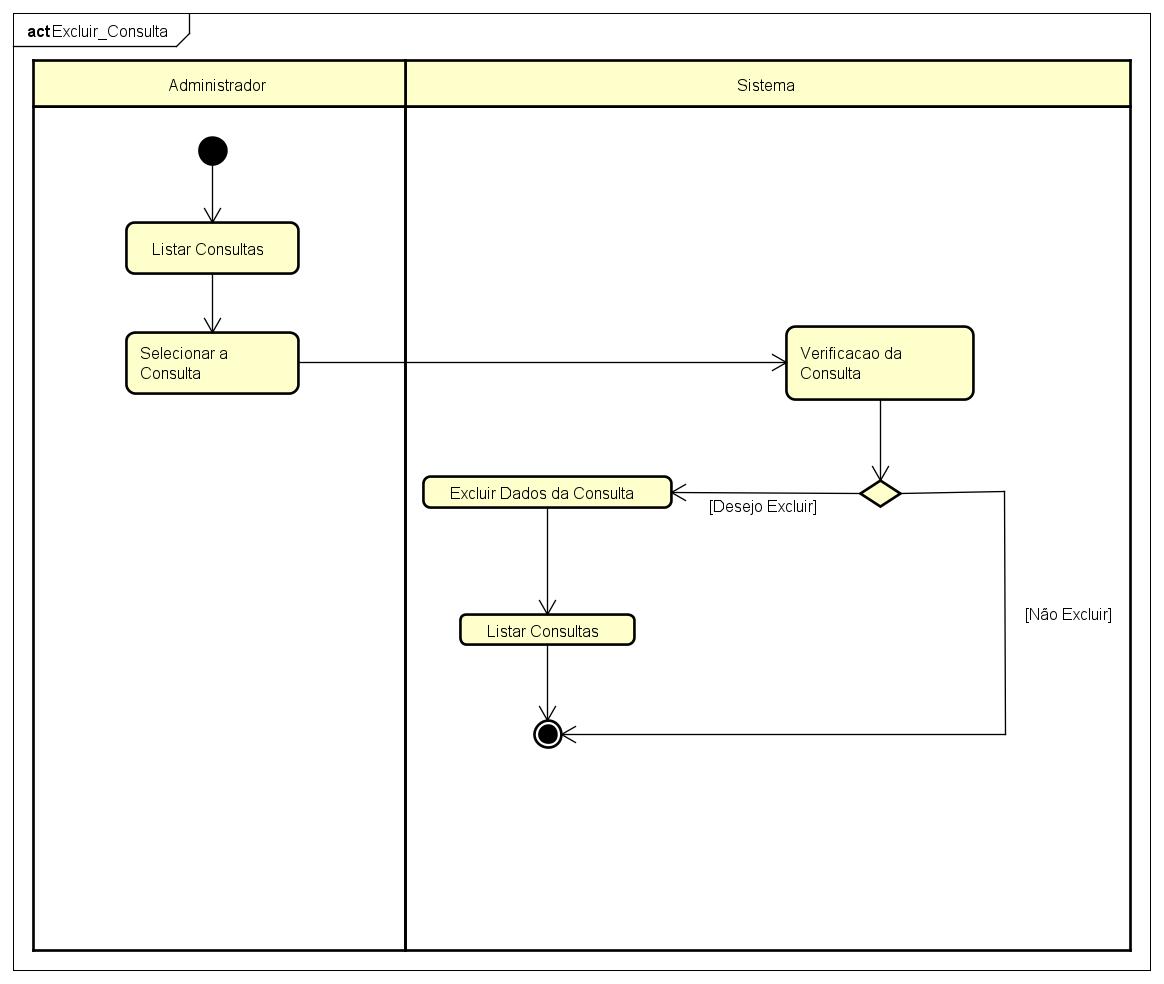 act Excluir_Consulta
Administrador
Sistema
Listar Consultas
Selecionar a
Consulta
Verificacao da
Consulta
Excluir Dados da Consulta
[Desejo Excluir]
[Não Excluir]
Listar Consultas